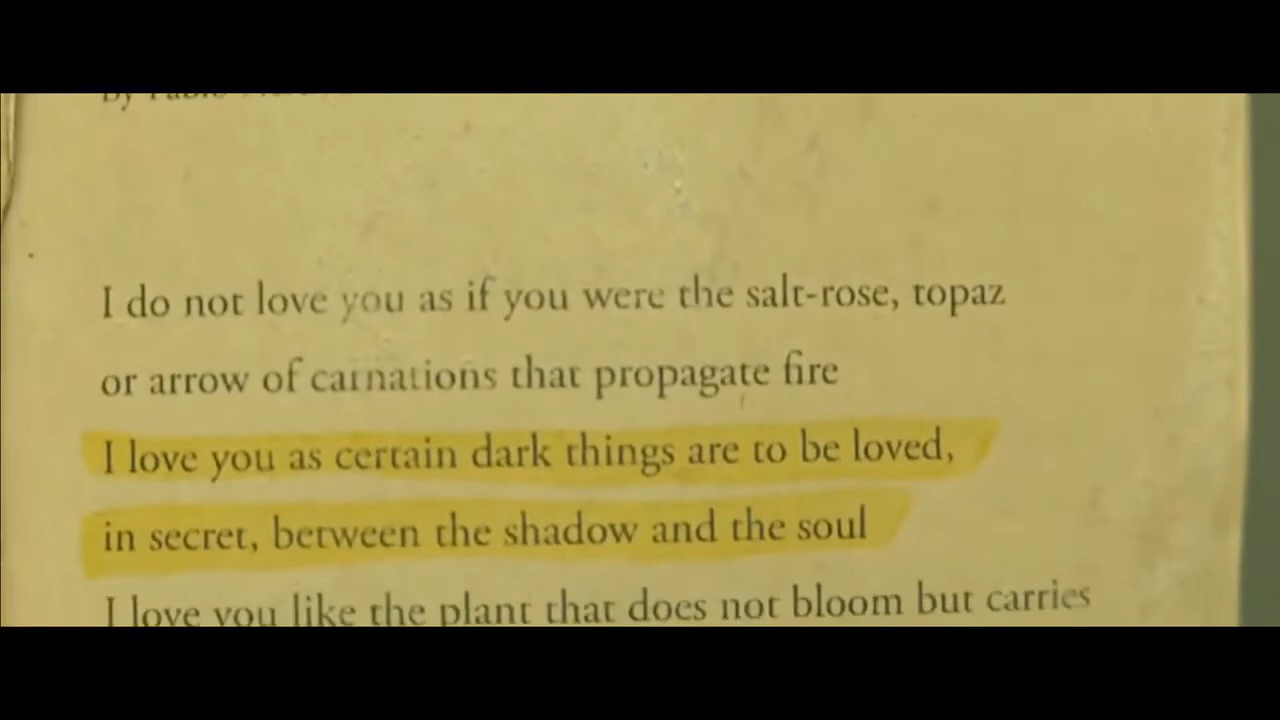 I do not love you as if you were the salt-rose, topaz
or arrow of carnations that propagate fire
I love you as certain dark things are to be loved,
in secret, between the shadow and the soul
I love you like the plant that does not bloom but carries